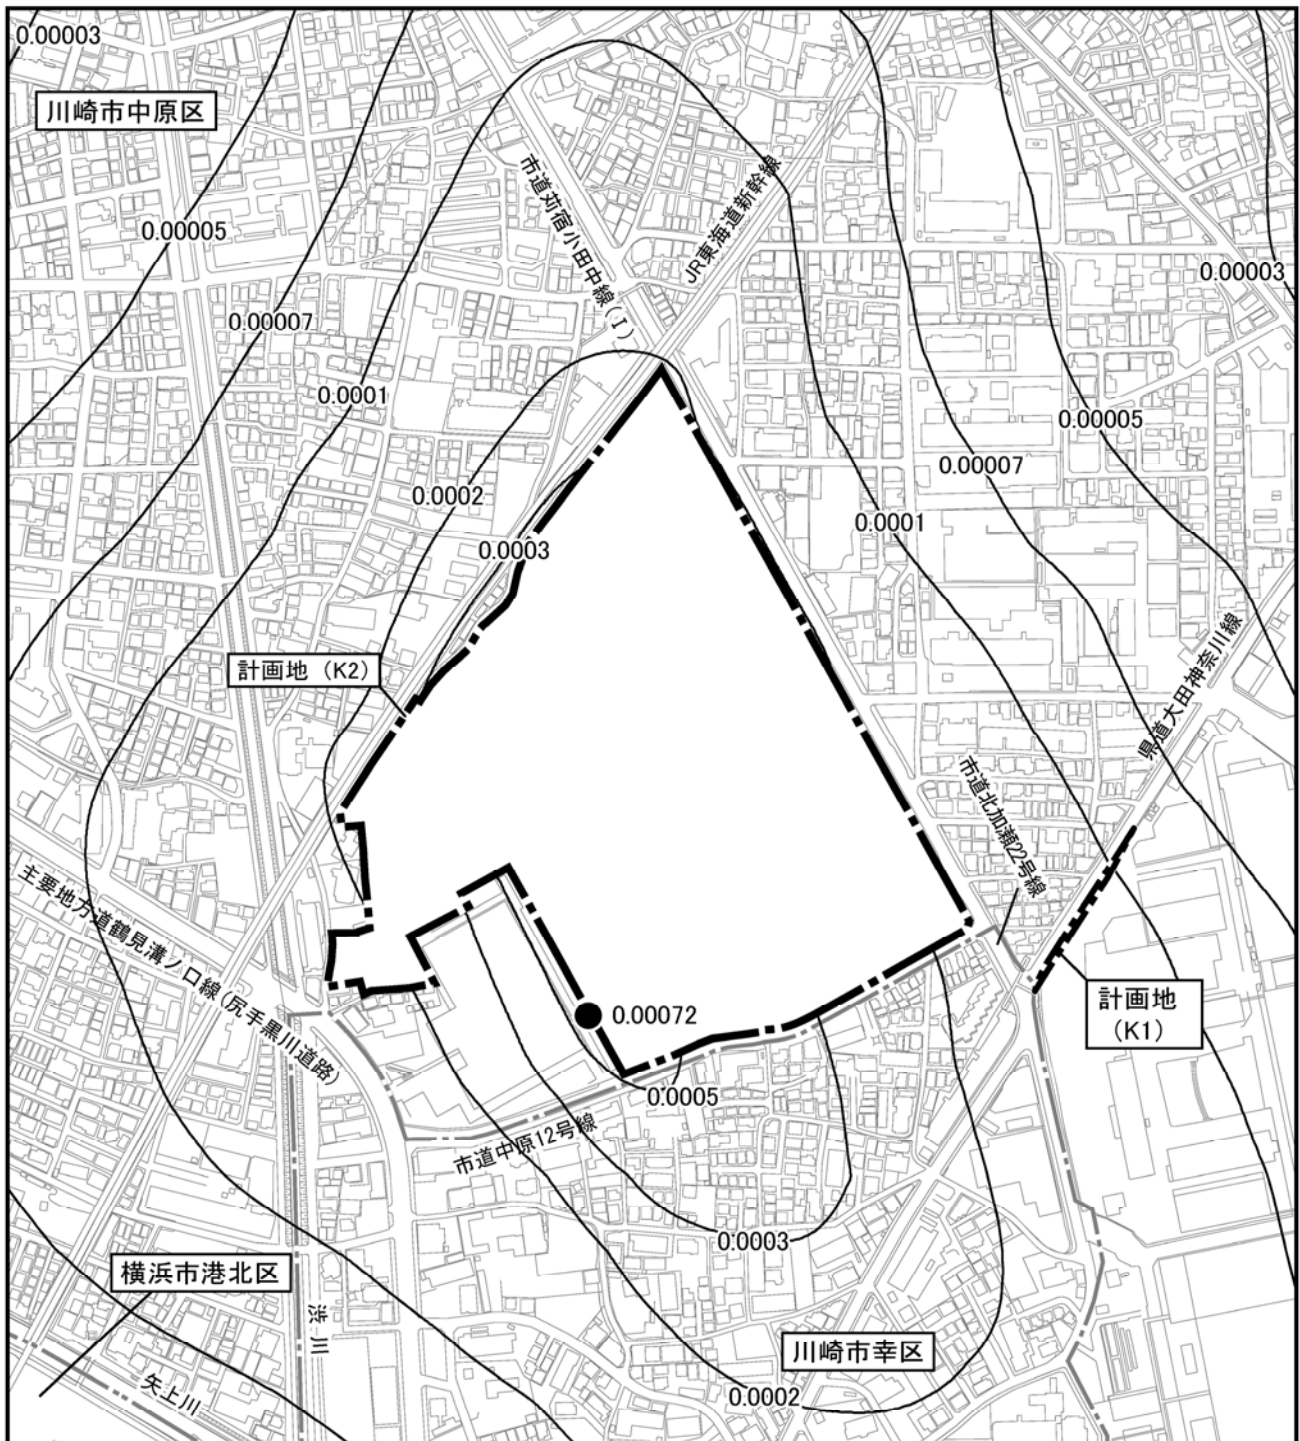 0.00003
川崎市中原区
市道苅宿小田中線(Ⅰ)
JR東海道新幹線
0.00005
0.00003
0.00007
0.0001
0.00005
0.00007
0.0002
0.0001
0.0003
県道大田神奈川線
計画地（K2）
市道北加瀬22号線
主要地方道鶴見溝ノ口線(尻手黒川道路)
計画地
（K1）
0.00072
0.0005
市道中原12号線
0.0003
横浜市港北区
渋川
川崎市幸区
矢上川
0.0002